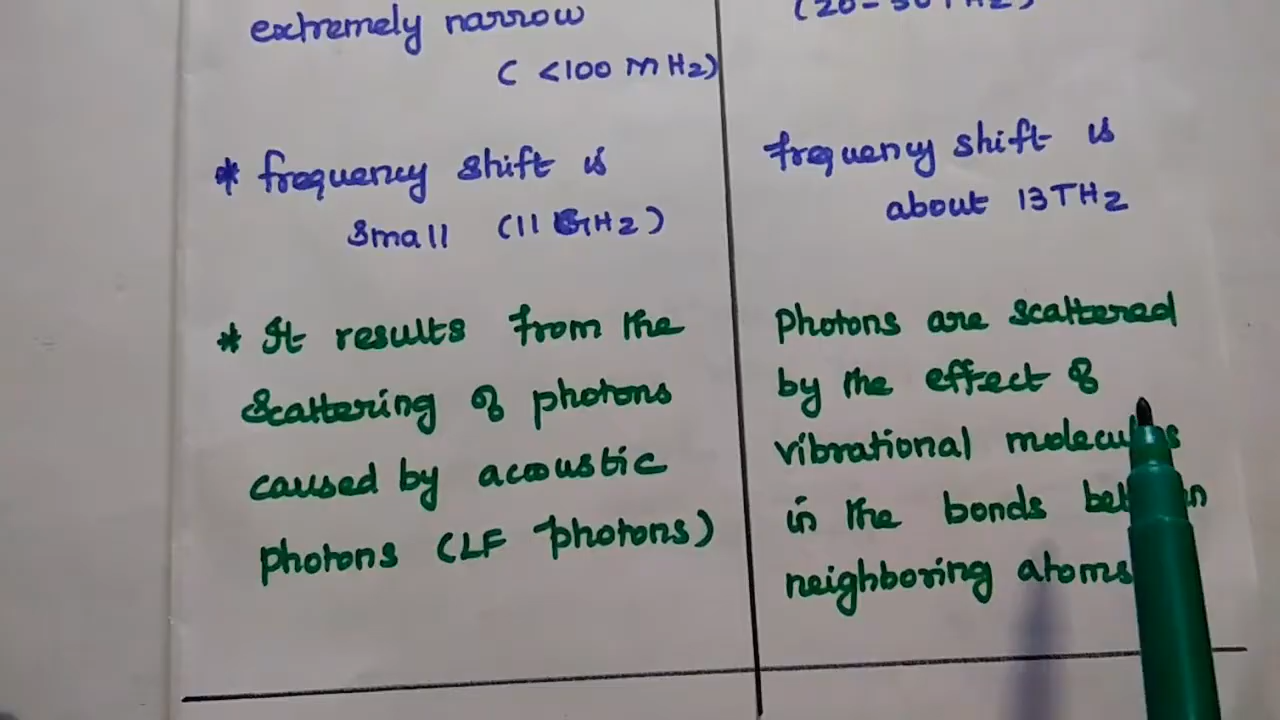 extremely narrow
( <100 MHz)
* frequency shift is
small (11 GHz)
* It results from the
scattering of photons
caused by acoustic
photons (LF photons)
frequency shift is
about 13THz
Photons are scattered
by the effect of
vibrational
in the bonds
neighboring atoms